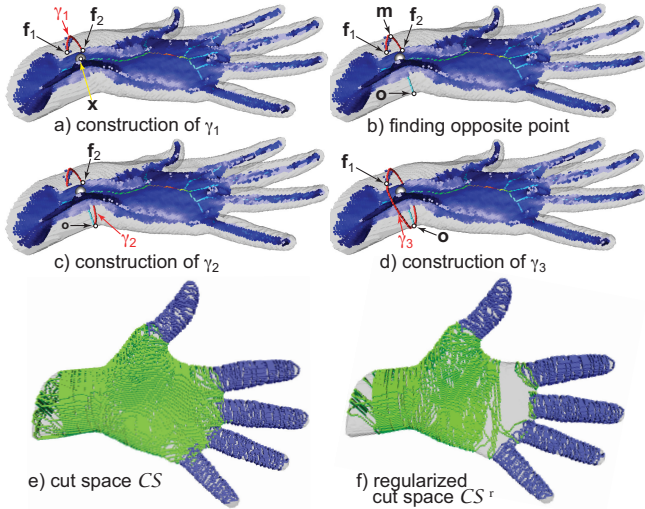 γ₁
f₁ f₂
x
a) construction of γ₁
m
f₁ f₂
o
b) finding opposite point
f₂
o
γ₂
c) construction of γ₂
f₁
γ₃
o
d) construction of γ₃
e) cut space CS
f) regularized
cut space CS ʳ